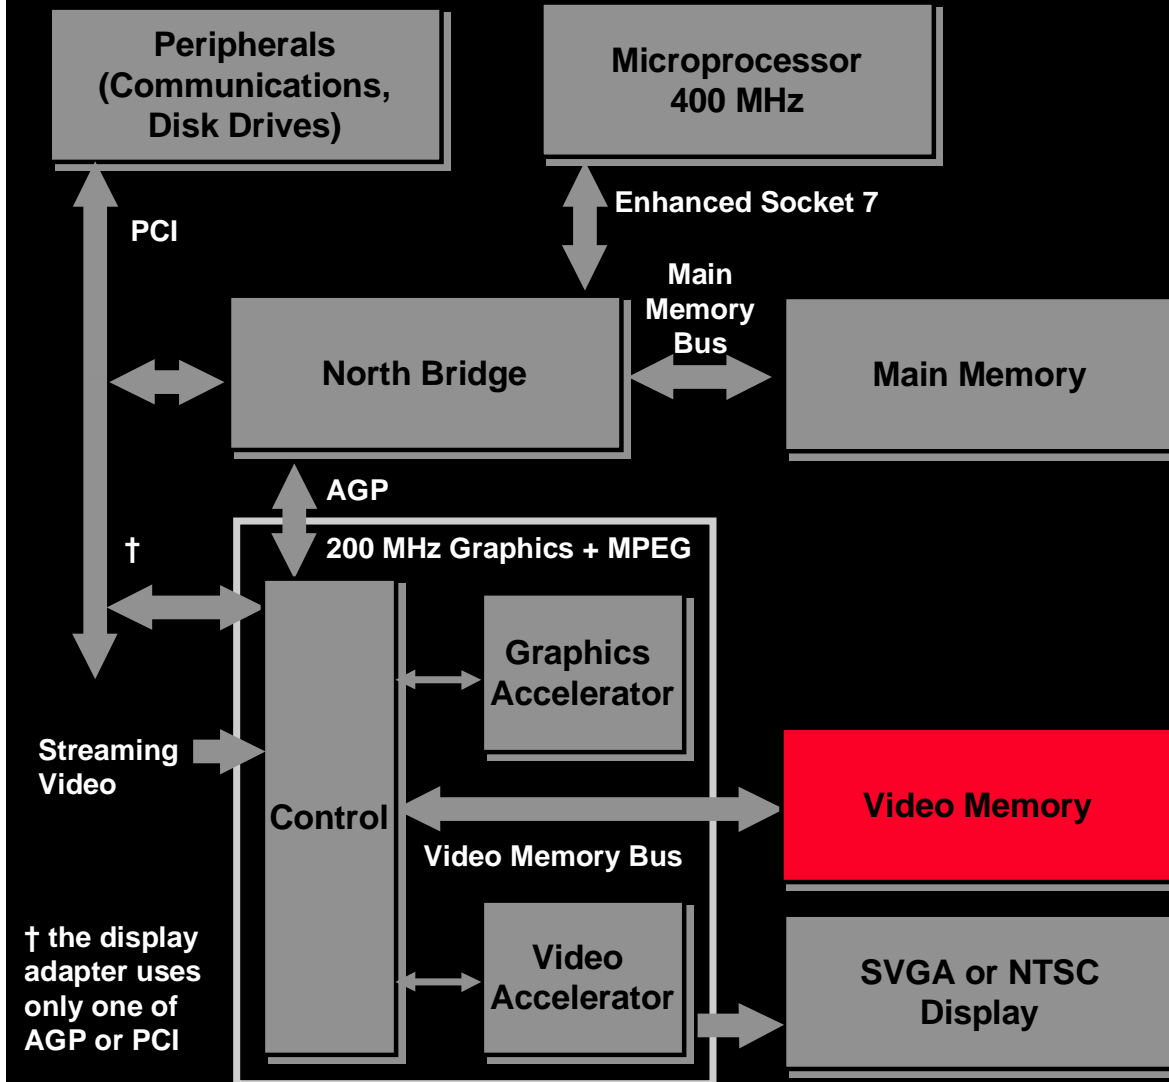 Peripherals
(Communications,
Disk Drives)
Microprocessor
400 MHz
PCI
Enhanced Socket 7
Main
Memory
Bus
North Bridge
Main Memory
AGP
†
200 MHz Graphics + MPEG
Graphics
Accelerator
Streaming
Video
Control
Video Memory
Video Memory Bus
† the display
adapter uses
only one of
AGP or PCI
Video
Accelerator
SVGA or NTSC
Display